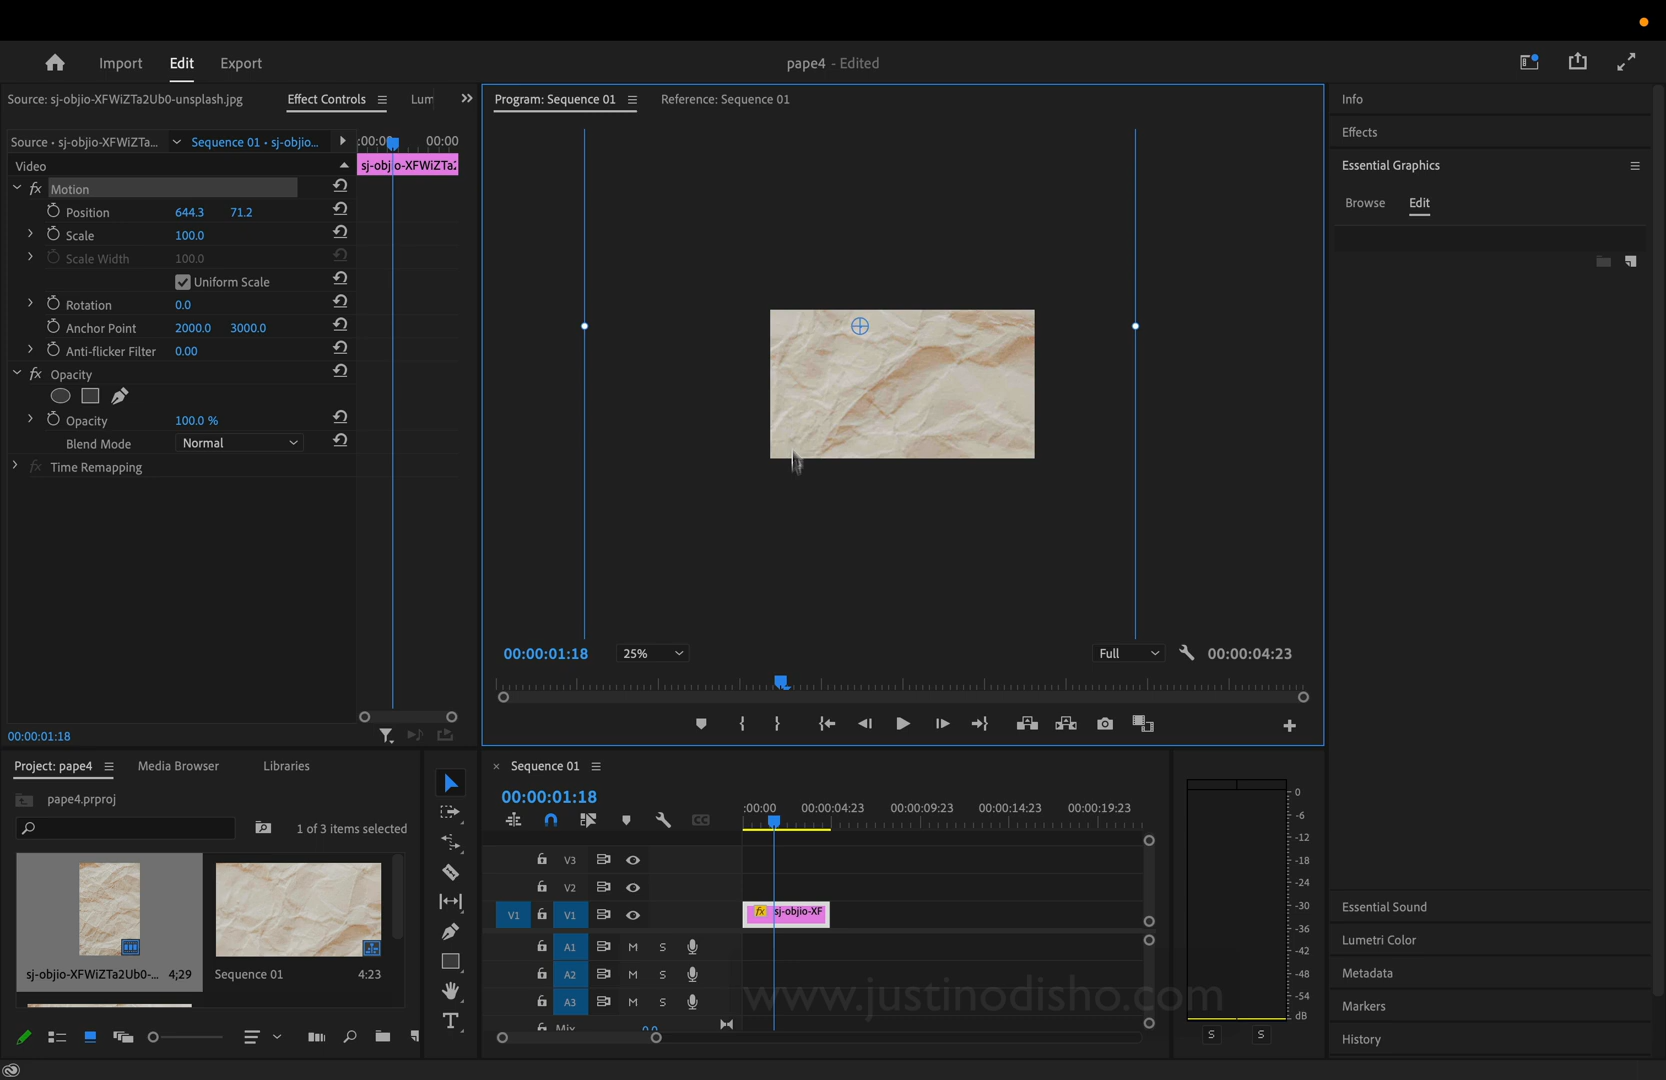 Import
Edit
Export
pape4 - Edited
Source: sj-objio-XFWiZTa2Ub0-unsplash.jpg
Effect Controls
Lum
Program: Sequence 01
Reference: Sequence 01
Info
Source • sj-objio-XFWiZTa...
Sequence 01 • sj-objio...
:00:00
00:00
Effects
Video
sj-objio-XFWiZTa2
Essential Graphics
Motion
Position 644.3 71.2
Browse
Edit
Scale 100.0
Scale Width 100.0
Uniform Scale
Rotation 0.0
Anchor Point 2000.0 3000.0
Anti-flicker Filter 0.00
Opacity
Opacity 100.0 %
Blend Mode Normal
Time Remapping
00:00:01:18
25%
Full
00:00:04:23
00:00:01:18
Project: pape4
Media Browser
Libraries
pape4.prproj
1 of 3 items selected
sj-objio-XFWiZTa2Ub0-... 4;29
Sequence 01 4:23
Sequence 01
00:00:01:18
:00:00
00:00:04:23
00:00:09:23
00:00:14:23
00:00:19:23
V3
V2
V1 V1
sj-objio-XF
A1 M S
A2 M S
A3 M S
Mix 0.0
www.justinodisho.com
0
-6
-12
-18
-24
-30
-36
-42
-48
-54
dB
S S
Essential Sound
Lumetri Color
Metadata
Markers
History